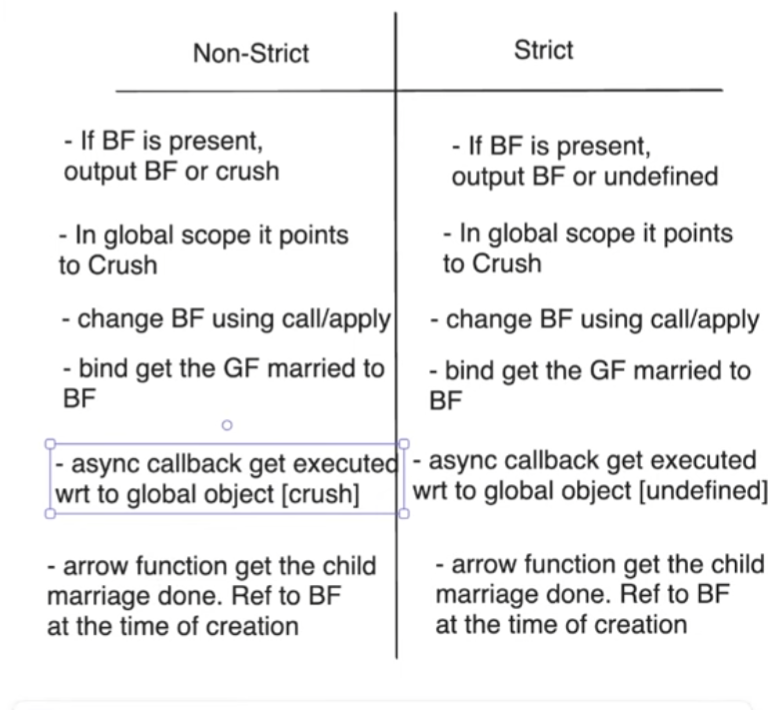 Non-Strict
Strict
- If BF is present,
output BF or crush
- In global scope it points
to Crush
- change BF using call/apply
- bind get the GF married to
BF
- async callback get executed
wrt to global object [crush]
- arrow function get the child
marriage done. Ref to BF
at the time of creation
- If BF is present,
output BF or undefined
- In global scope it points
to Crush
- change BF using call/apply
- bind get the GF married to
BF
- async callback get executed
wrt to global object [undefined]
- arrow function get the child
marriage done. Ref to BF
at the time of creation